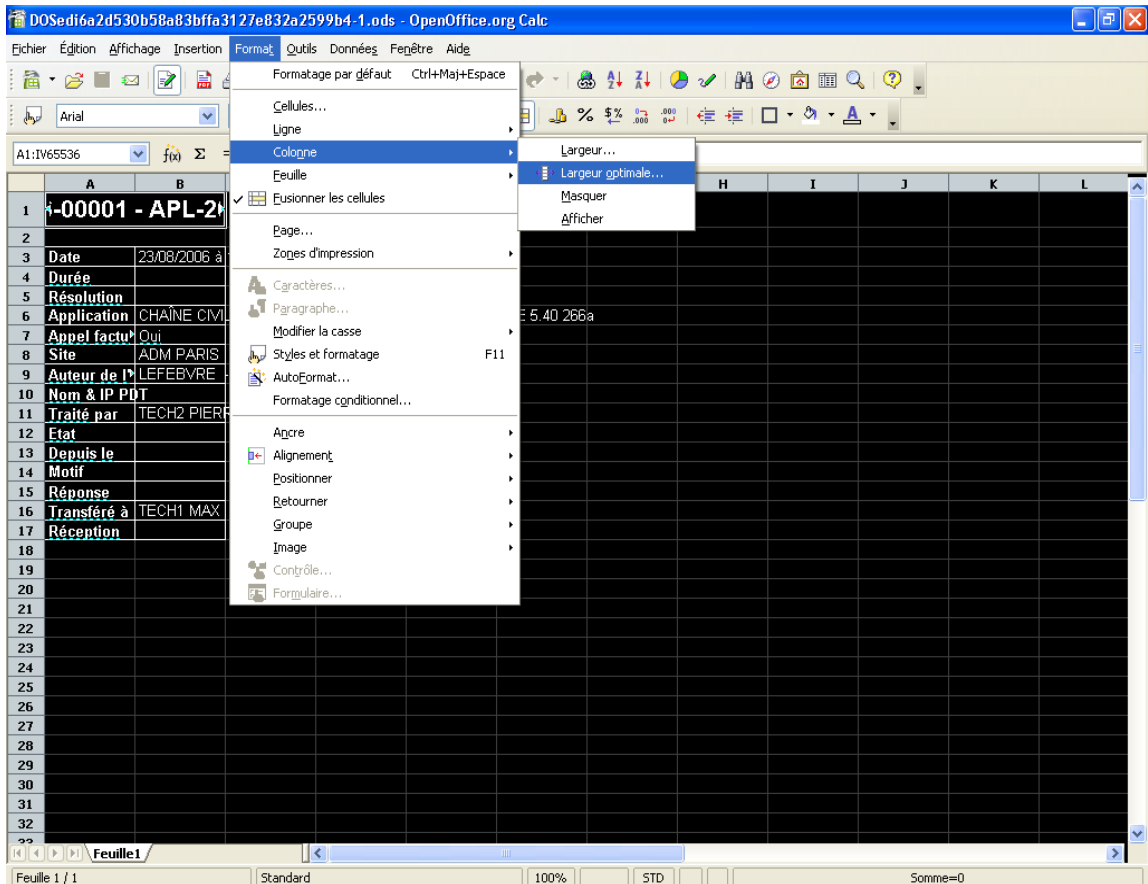 DOSedi6a2d530b58a83bffa3127e832a2599b4-1.ods - OpenOffice.org Calc
Fichier Édition Affichage Insertion Format Outils Données Fenêtre Aide
Arial
A1:IV65536 f(x) Σ =
Formatage par défaut Ctrl+Maj+Espace
Cellules...
Ligne
Colonne
Feuille
Fusionner les cellules
Page...
Zones d'impression
Caractères...
Paragraphe...
Modifier la casse
Styles et formatage F11
AutoFormat...
Formatage conditionnel...
Ancre
Alignement
Positionner
Retourner
Groupe
Image
Contrôle...
Formulaire...
Largeur...
Largeur optimale...
Masquer
Afficher
A B H I J K L
1 -00001 - APL-2
2
3 Date 23/08/2006 à
4 Durée
5 Résolution
6 Application CHAÎNE CIVI E 5.40 266a
7 Appel factu Oui
8 Site ADM PARIS
9 Auteur de l' LEFEBVRE
10 Nom & IP PDT
11 Traité par TECH2 PIERR
12 Etat
13 Depuis le
14 Motif
15 Réponse
16 Transféré à TECH1 MAX
17 Réception
18
19
20
21
22
23
24
25
26
27
28
29
30
31
32
Feuille1
Feuille 1 / 1 Standard 100% STD Somme=0